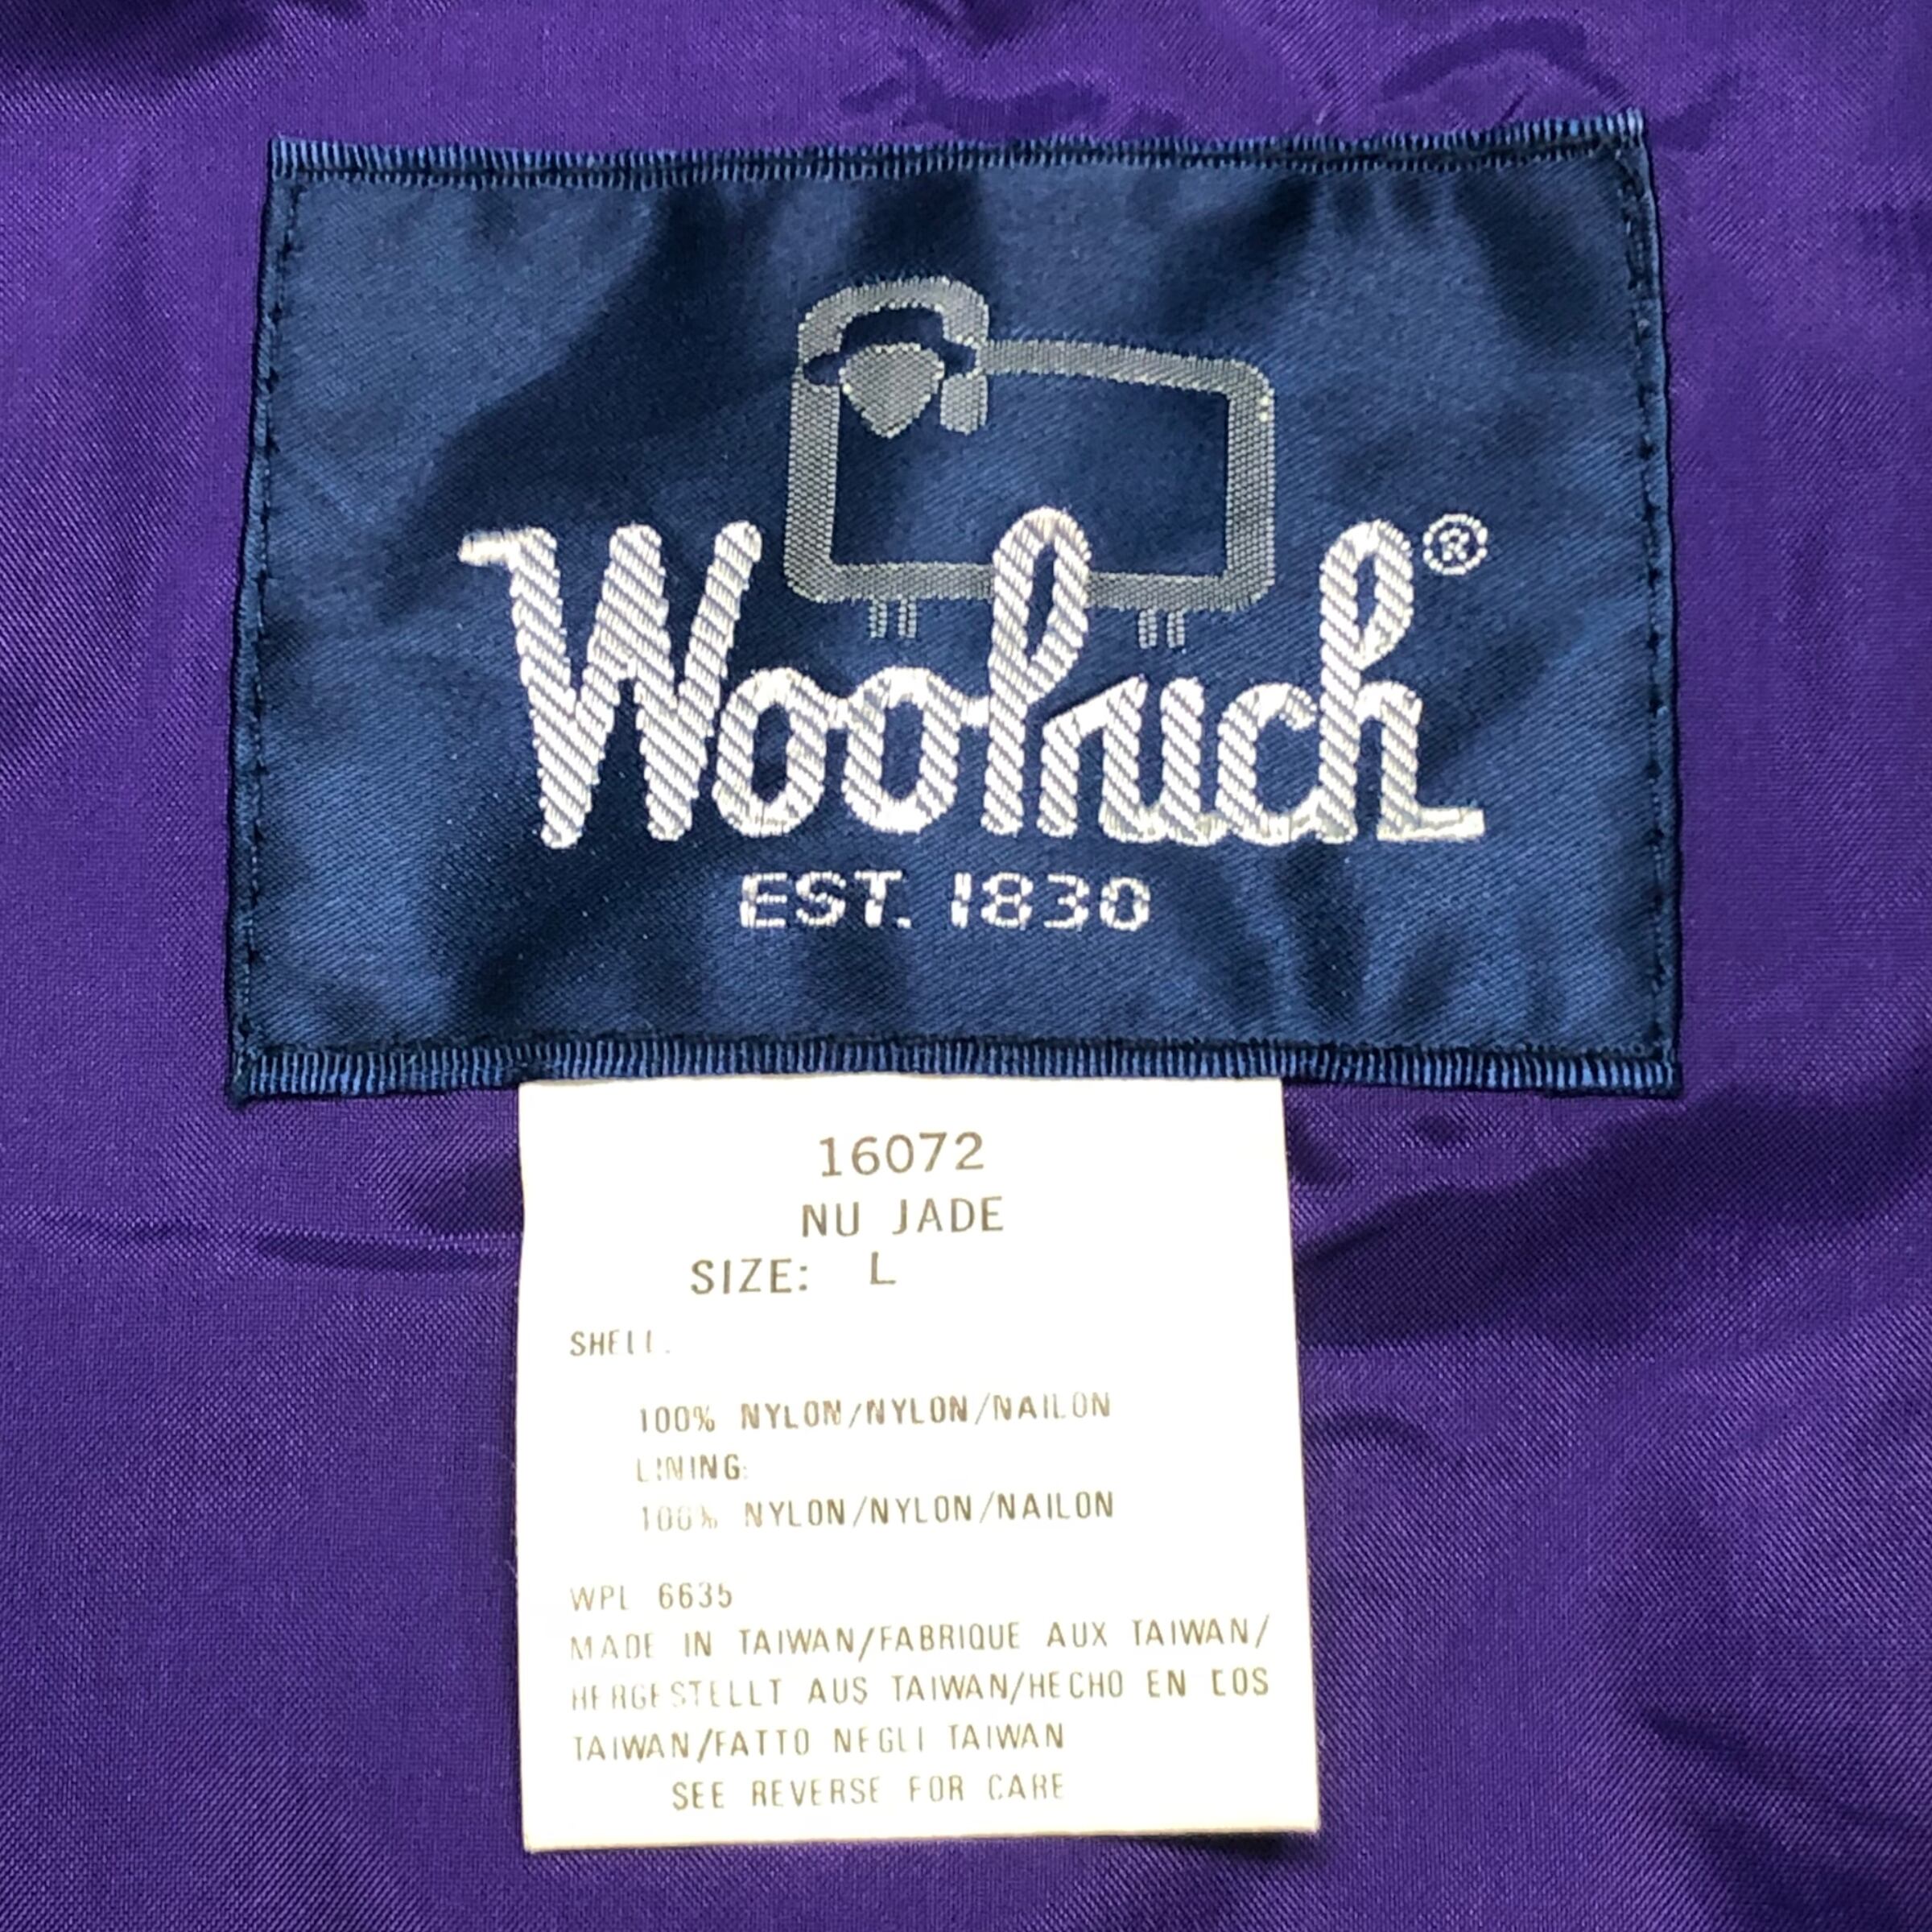 Woolrich®
EST. 1830
16072
NU JADE
SIZE: L
SHELL:
100% NYLON/NYLON/NAILON
LINING:
100% NYLON/NYLON/NAILON
WPL 6635
MADE IN TAIWAN/FABRIQUE AUX TAIWAN/
HERGESTELLT AUS TAIWAN/HECHO EN LOS
TAIWAN/FATTO NEGLI TAIWAN
SEE REVERSE FOR CARE